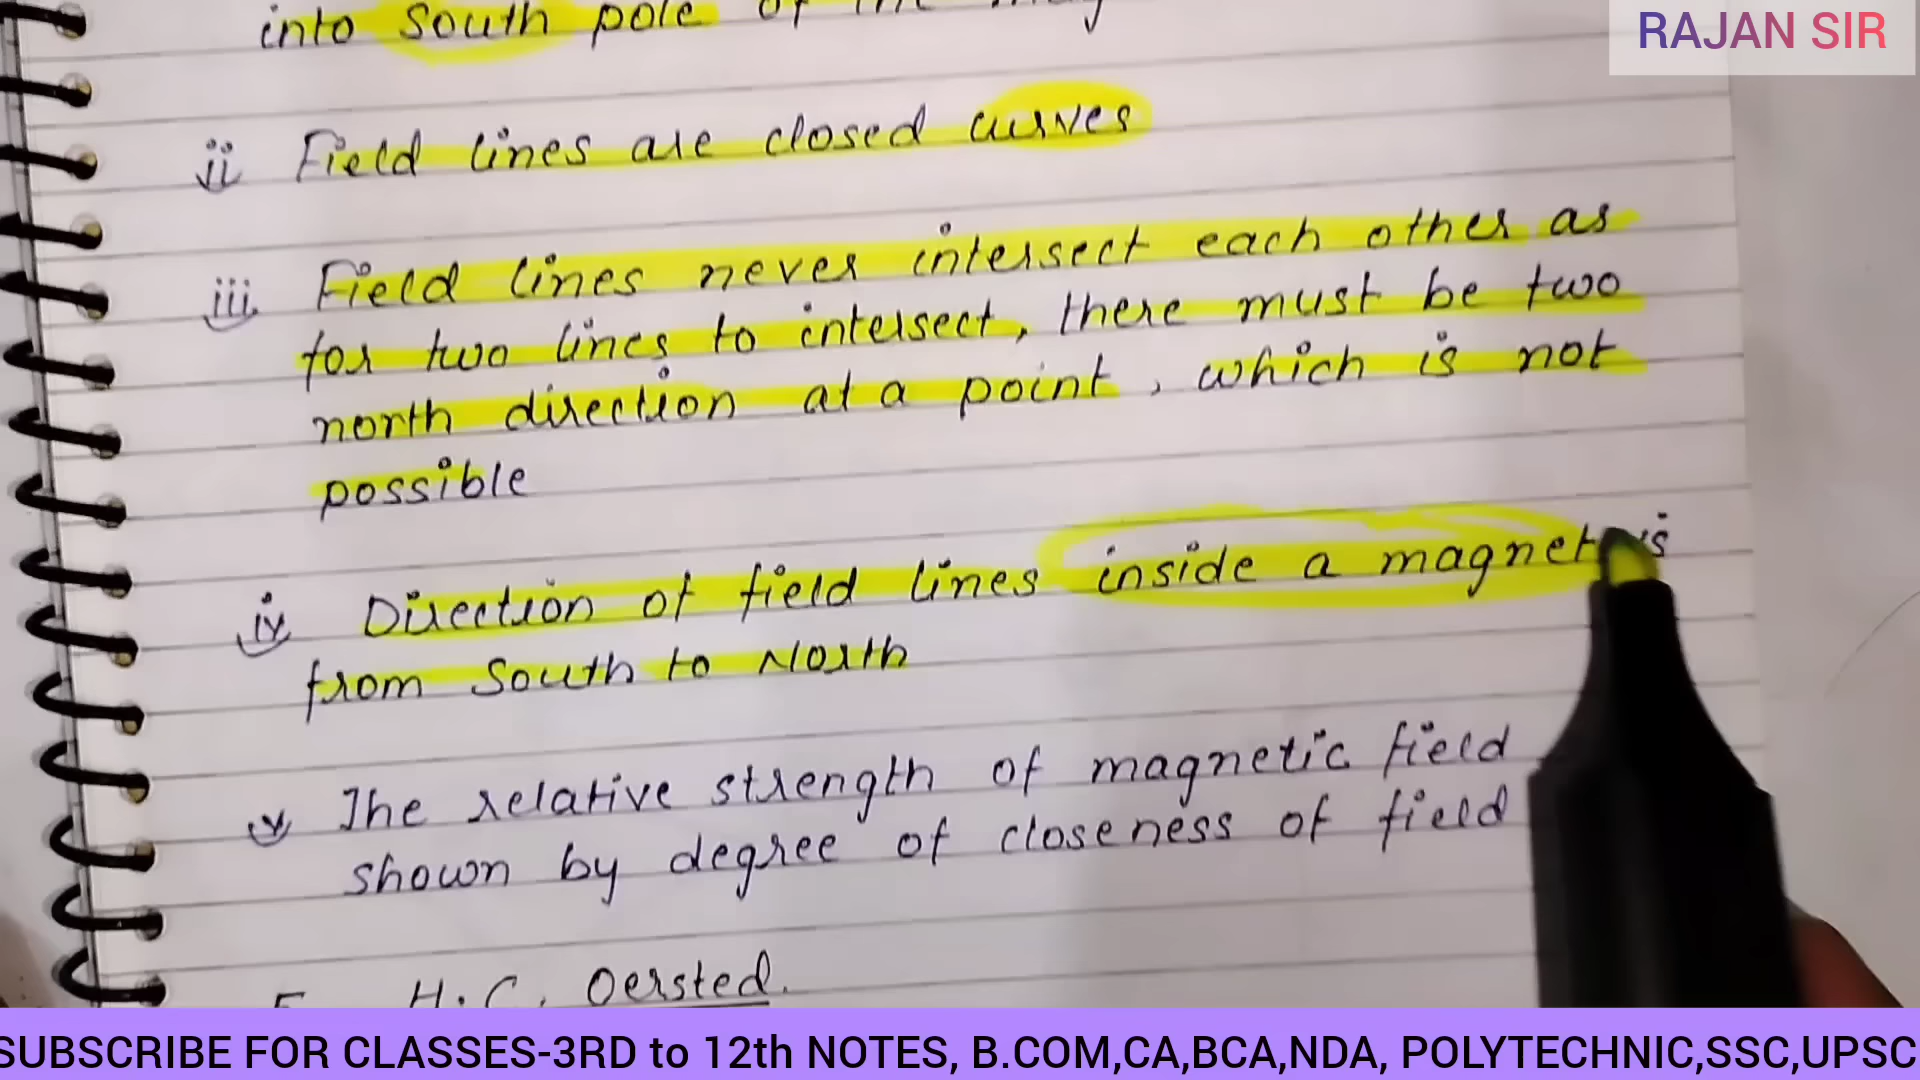 into South pole of the
RAJAN SIR
ii Field lines are closed curves
iii Field lines never intersect each other as
for two lines to intersect, there must be two
north direction at a point, which is not
possible
iv Direction of field lines inside a magnet is
from South to North
v The relative strength of magnetic field
shown by degree of closeness of field
5. H.C. Oersted.
SUBSCRIBE FOR CLASSES-3RD to 12th NOTES, B.COM,CA,BCA,NDA, POLYTECHNIC,SSC,UPSC